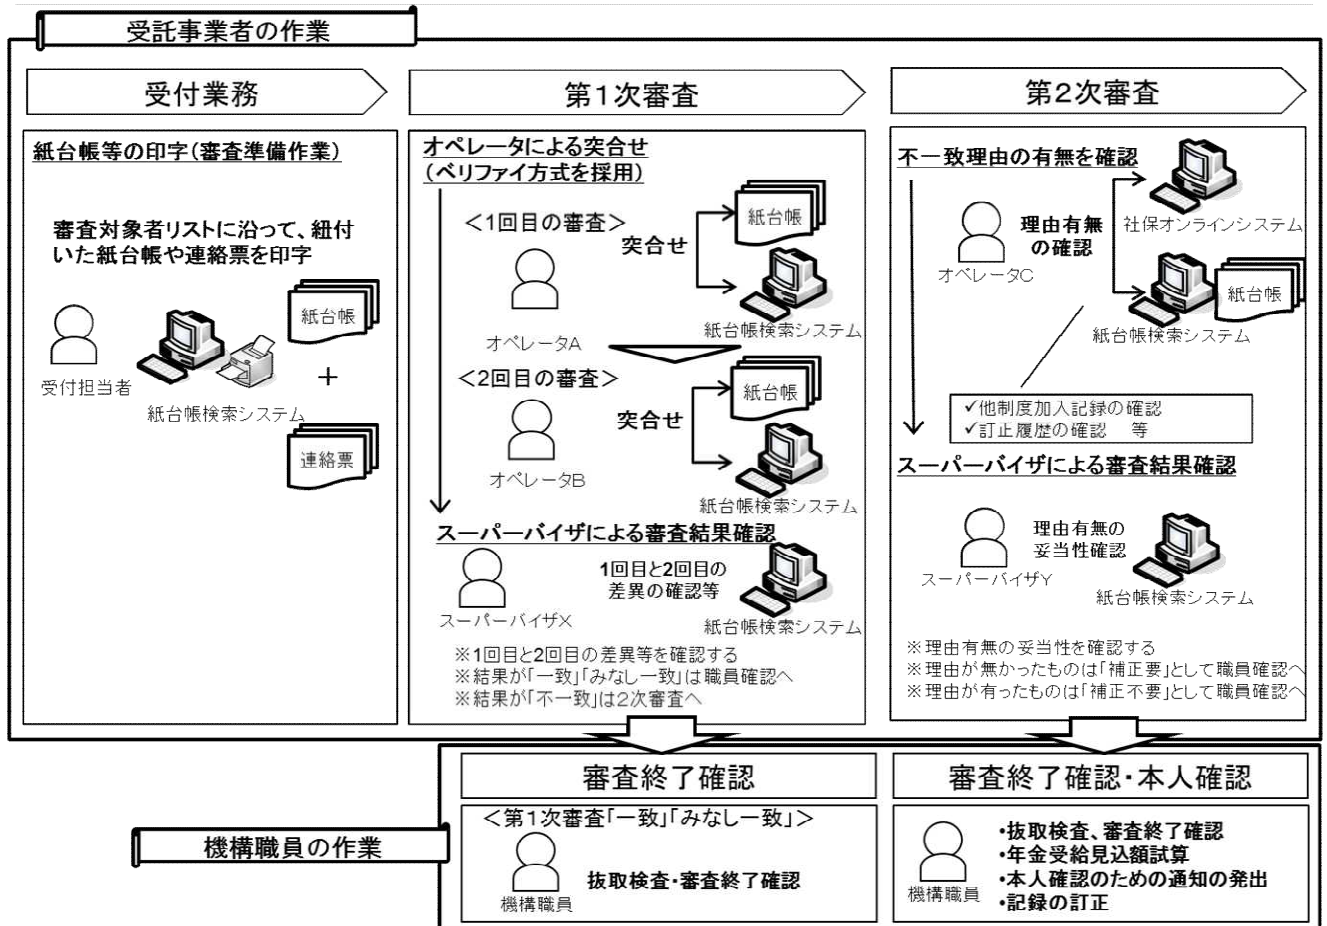 受託事業者の作業
受付業務
紙台帳等の印字(審査準備作業)
審査対象者リストに沿って、紐付
いた紙台帳や連絡票を印字
紙台帳
受付担当者
+
紙台帳検索システム
連絡票
第1次審査
オペレータによる突合せ
(ベリファイ方式を採用)
<1回目の審査>
突合せ
紙台帳
オペレータA
紙台帳検索システム
<2回目の審査>
突合せ
紙台帳
オペレータB
紙台帳検索システム
スーパーバイザによる審査結果確認
1回目と2回目の
差異の確認等
スーパーバイザX
紙台帳検索システム
※1回目と2回目の差異等を確認する
※結果が「一致」「みなし一致」は職員確認へ
※結果が「不一致」は2次審査へ
第2次審査
不一致理由の有無を確認
理由有無
の確認
社保オンラインシステム
オペレータC
紙台帳
紙台帳検索システム
✓他制度加入記録の確認
✓訂正履歴の確認 等
スーパーバイザによる審査結果確認
理由有無の
妥当性確認
スーパーバイザY
紙台帳検索システム
※理由有無の妥当性を確認する
※理由が無かったものは「補正要」として職員確認へ
※理由が有ったものは「補正不要」として職員確認へ
機構職員の作業
審査終了確認
<第1次審査「一致」「みなし一致」>
抜取検査・審査終了確認
機構職員
審査終了確認・本人確認
・抜取検査、審査終了確認
・年金受給見込額試算
・本人確認のための通知の発出
・記録の訂正
機構職員